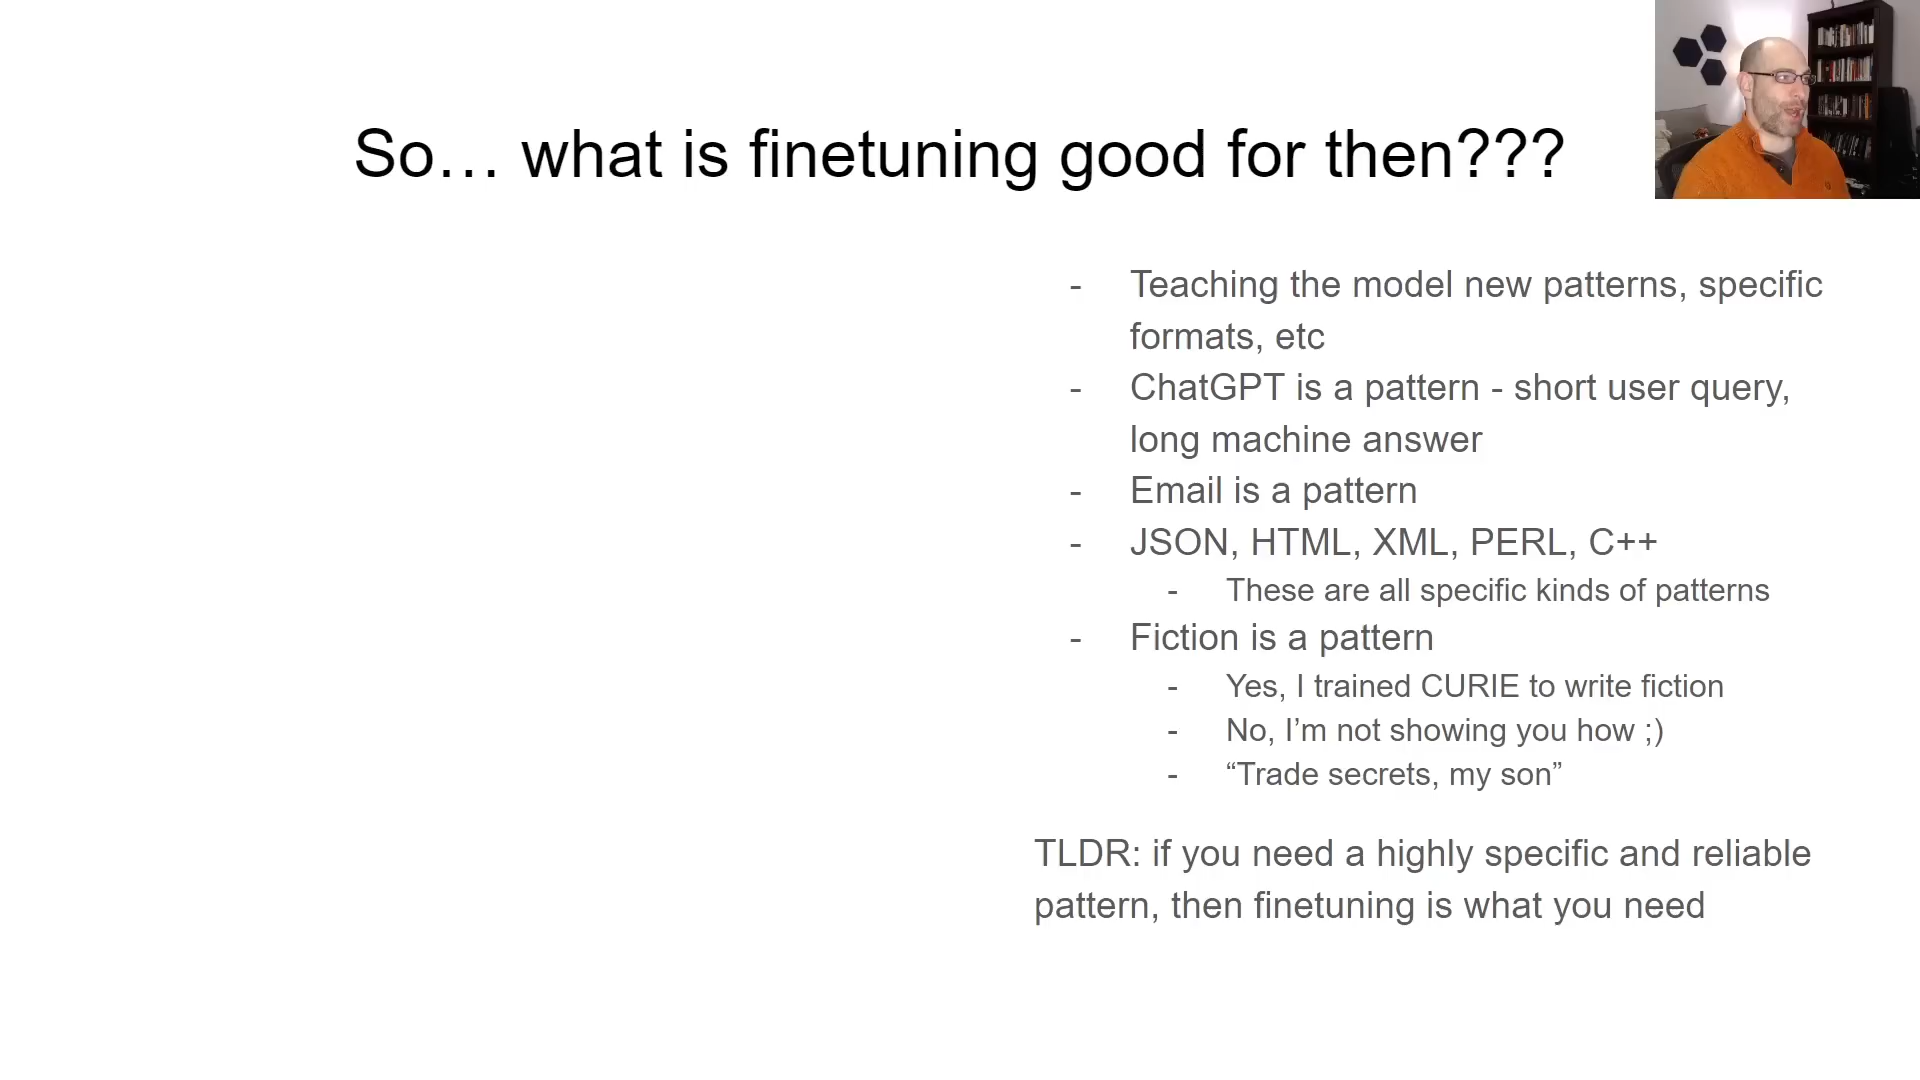 So… what is finetuning good for then???
- Teaching the model new patterns, specific
formats, etc
- ChatGPT is a pattern - short user query,
long machine answer
- Email is a pattern
- JSON, HTML, XML, PERL, C++
- These are all specific kinds of patterns
- Fiction is a pattern
- Yes, I trained CURIE to write fiction
- No, I’m not showing you how ;)
- “Trade secrets, my son”
TLDR: if you need a highly specific and reliable
pattern, then finetuning is what you need